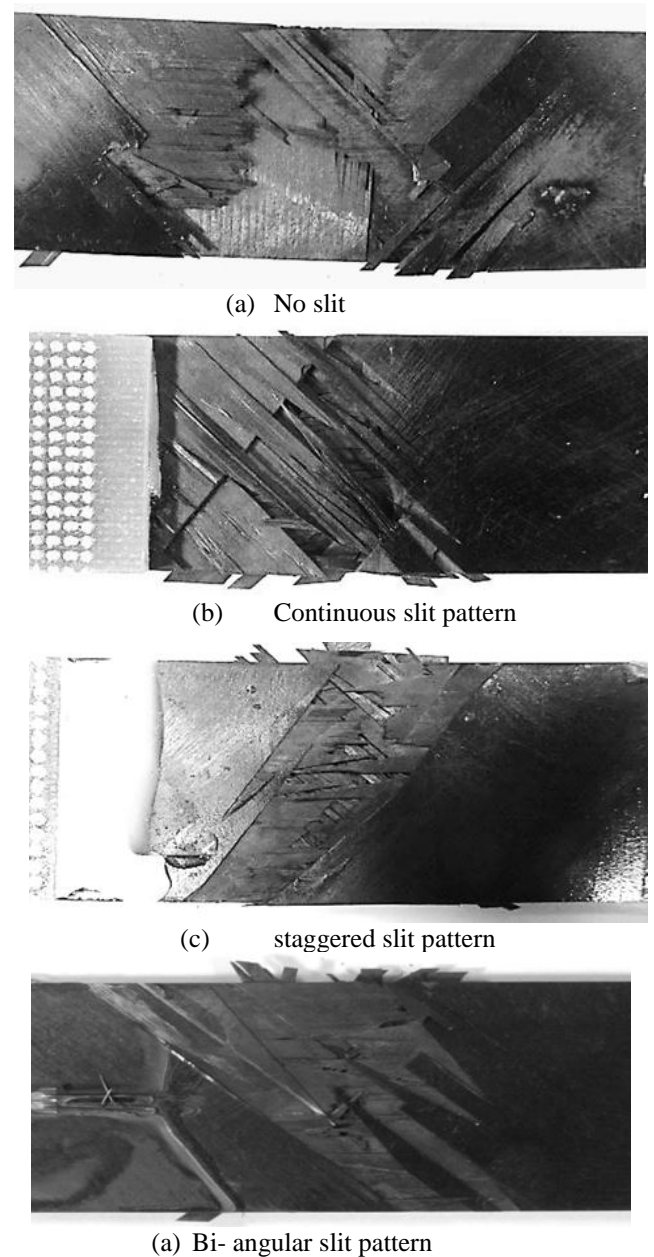 (a) No slit
(b) Continuous slit pattern
(c) staggered slit pattern
(a) Bi- angular slit pattern